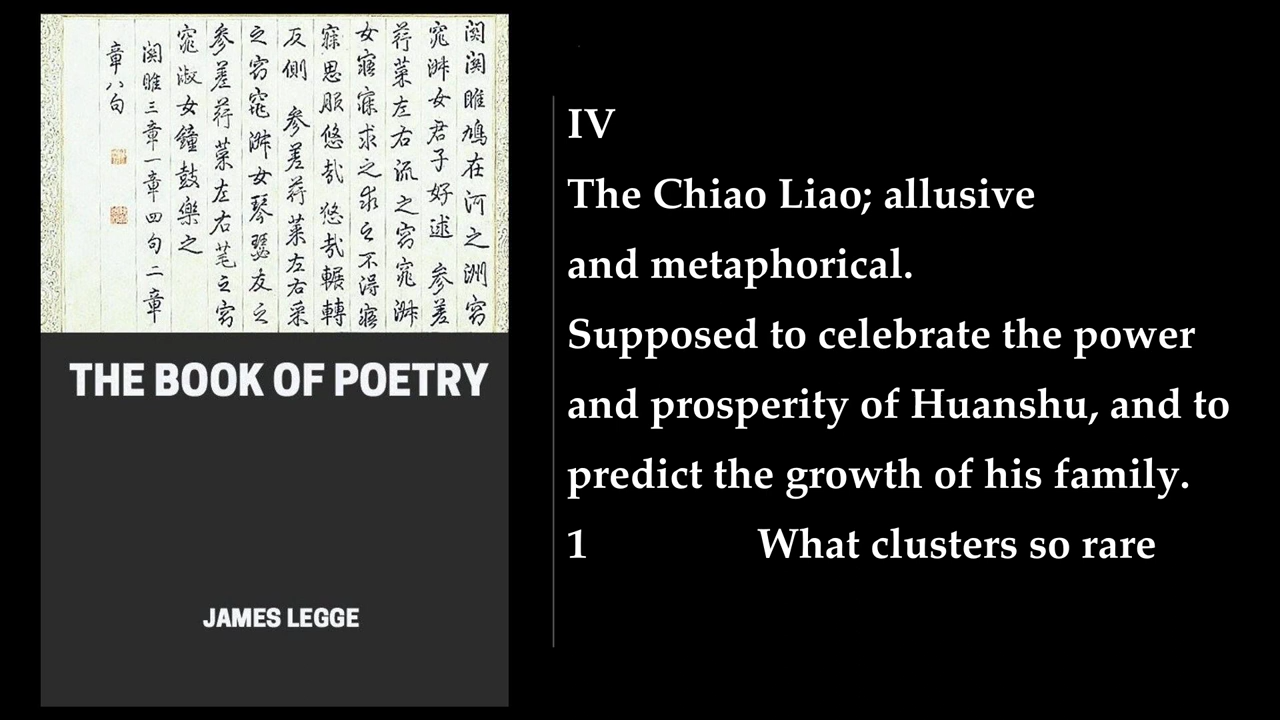 関関雎鳩在河之洲窈
窕淑女君子好逑 參差
荇菜左右流之窈窕淑
女寤寐求之求之不得寤
寐思服悠哉悠哉輾轉
反側 參差荇菜左右采
之窈窕淑女琴瑟友之
參差荇菜左右芼之窈
窕淑女鐘鼓樂之
関雎三章一章四句二章
章八句
THE BOOK OF POETRY
JAMES LEGGE
IV
The Chiao Liao; allusive
and metaphorical.
Supposed to celebrate the power
and prosperity of Huanshu, and to
predict the growth of his family.
1 What clusters so rare